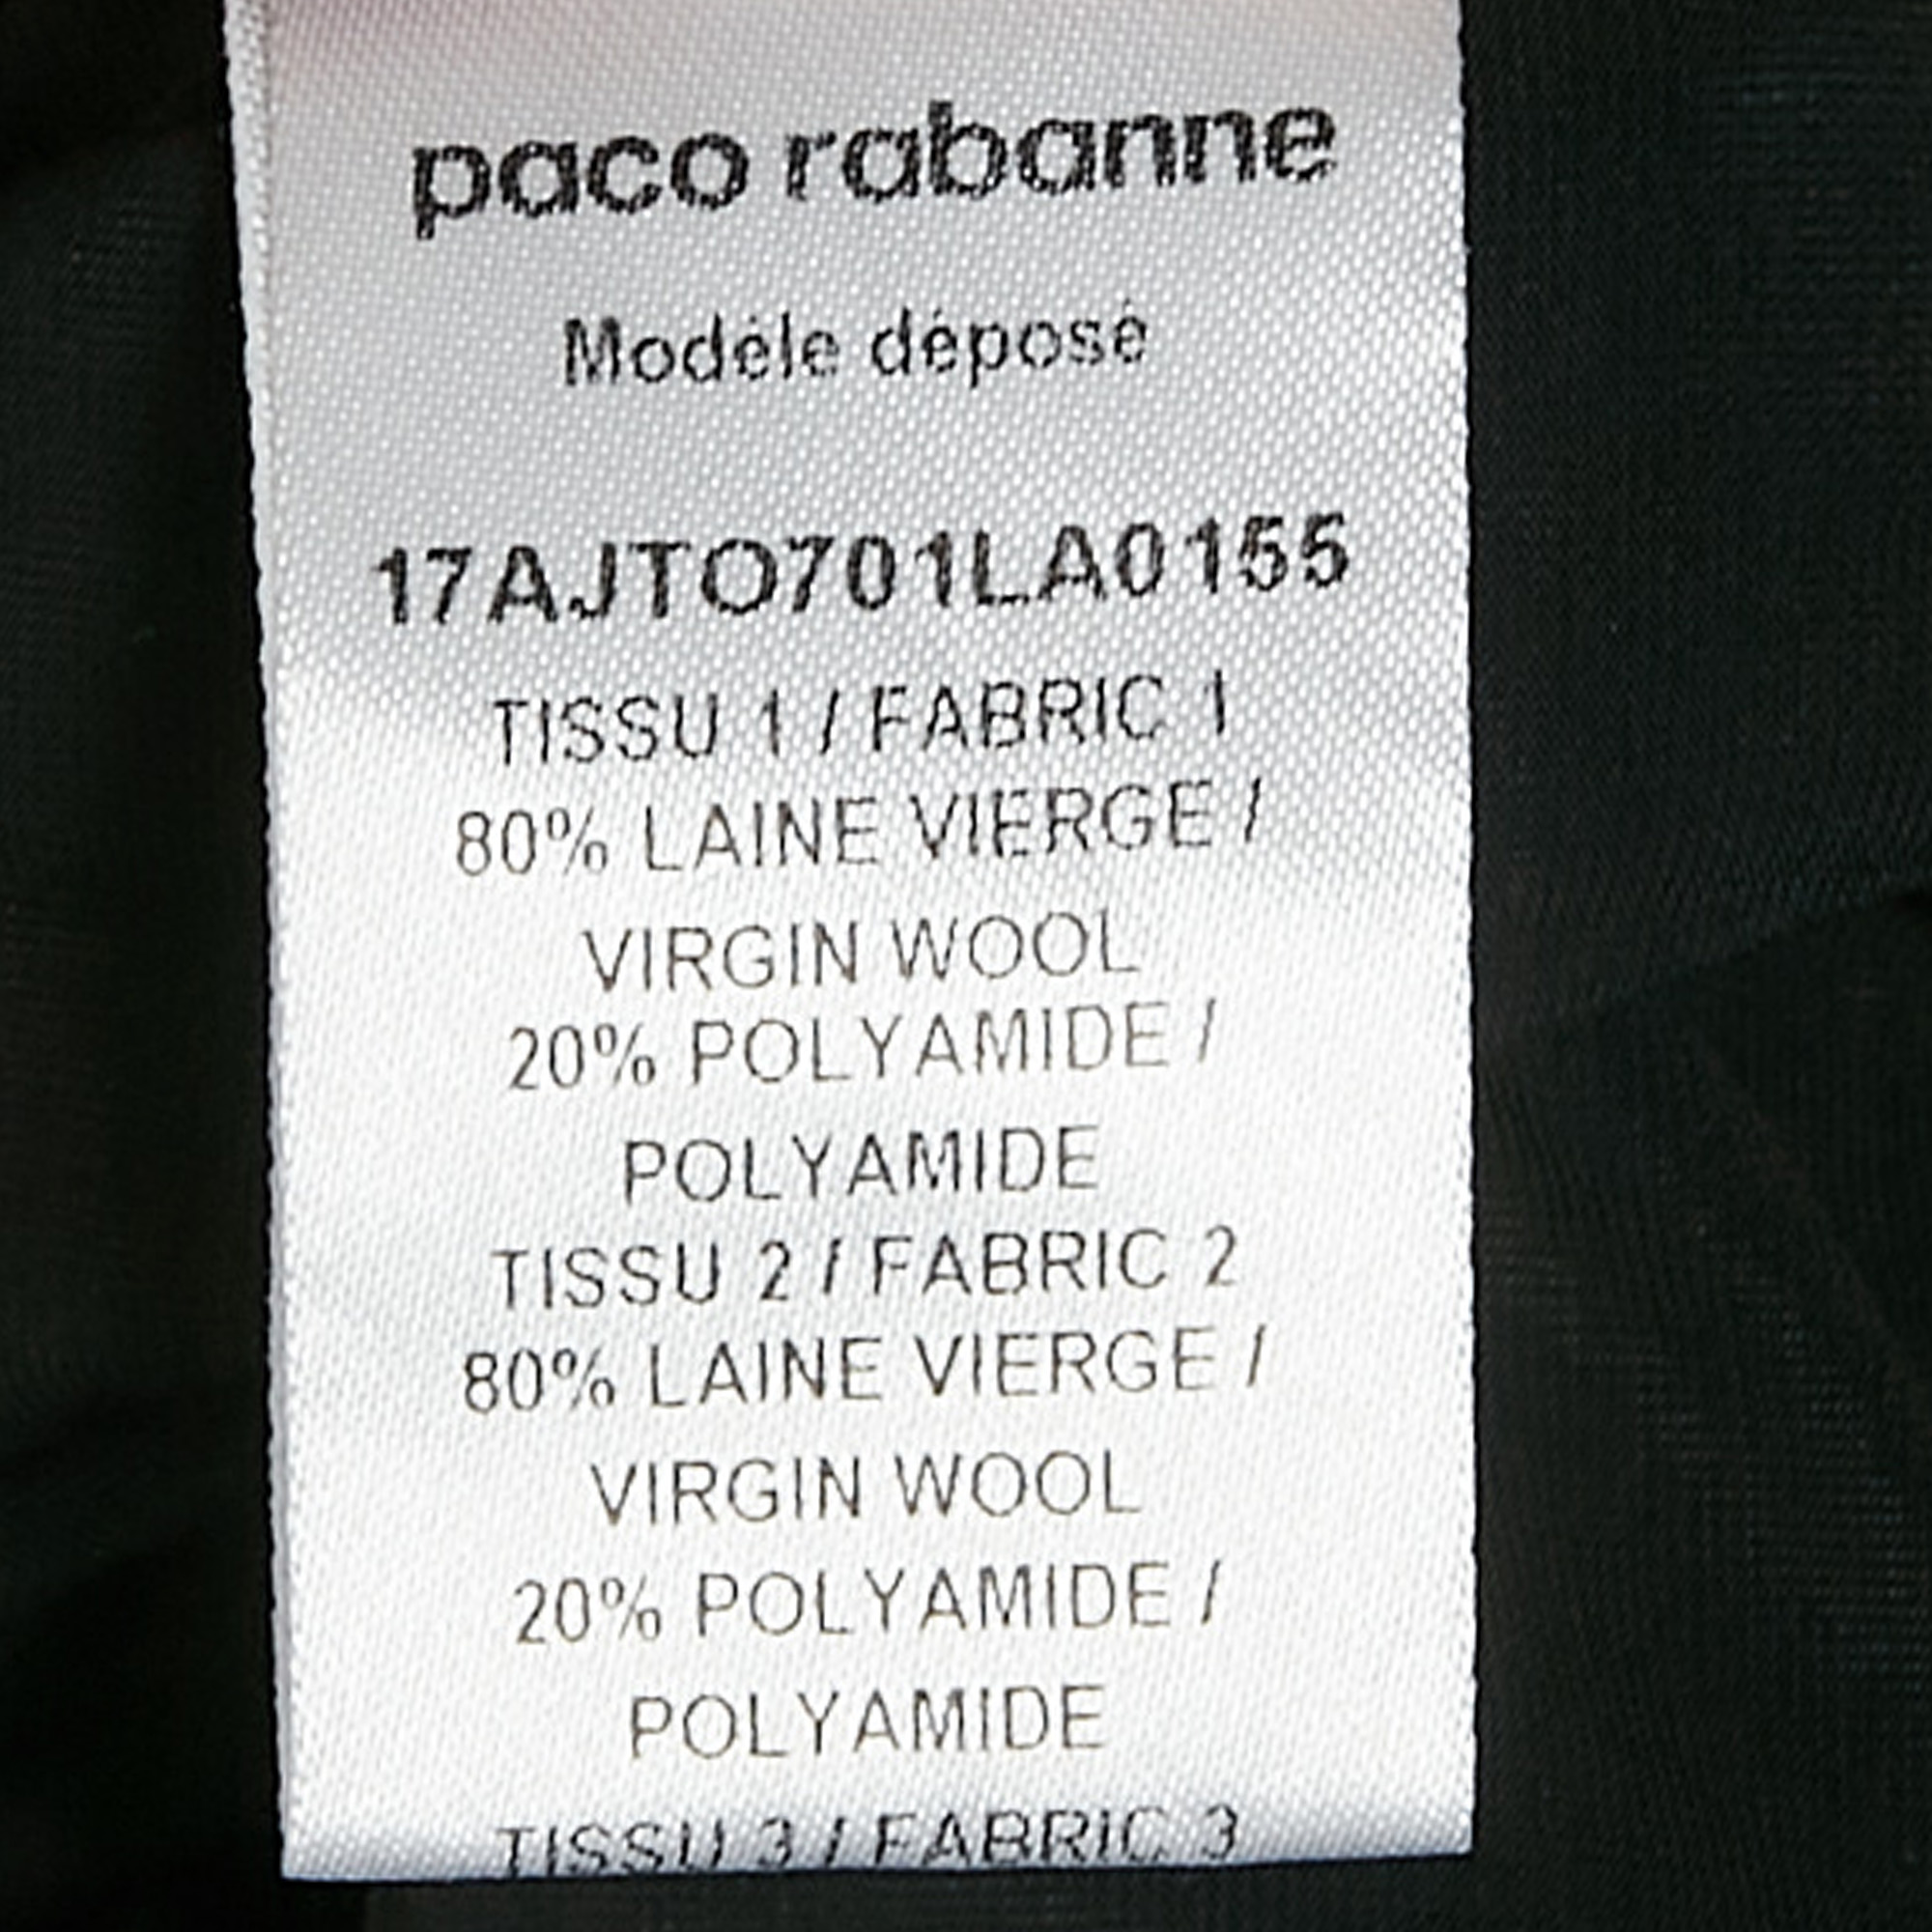 paco rabanne
Modèle déposé
17AJTO701LA0155
TISSU 1 / FABRIC 1
80% LAINE VIERGE /
VIRGIN WOOL
20% POLYAMIDE /
POLYAMIDE
TISSU 2 / FABRIC 2
80% LAINE VIERGE /
VIRGIN WOOL
20% POLYAMIDE /
POLYAMIDE
TISSU 3 / FABRIC 3